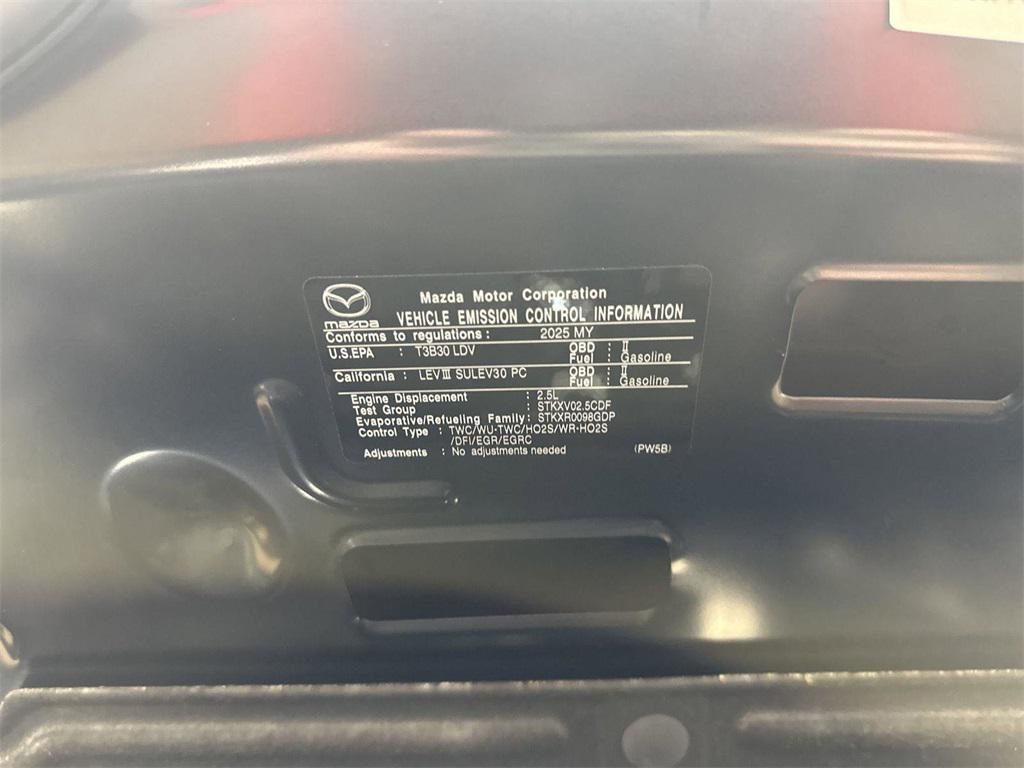 Mazda Motor Corporation
mazda
VEHICLE EMISSION CONTROL INFORMATION
Conforms to regulations : 2025 MY
U.S.EPA : T3B30 LDV OBD : II
Fuel : Gasoline
California : LEVIII SULEV30 PC OBD : II
Fuel : Gasoline
Engine Displacement : 2.5L
Test Group : STKXV02.5CDF
Evaporative/Refueling Family: STKXR0098GDP
Control Type : TWC/WU-TWC/HO2S/WR-HO2S
/DFI/EGR/EGRC
Adjustments : No adjustments needed (PW5B)